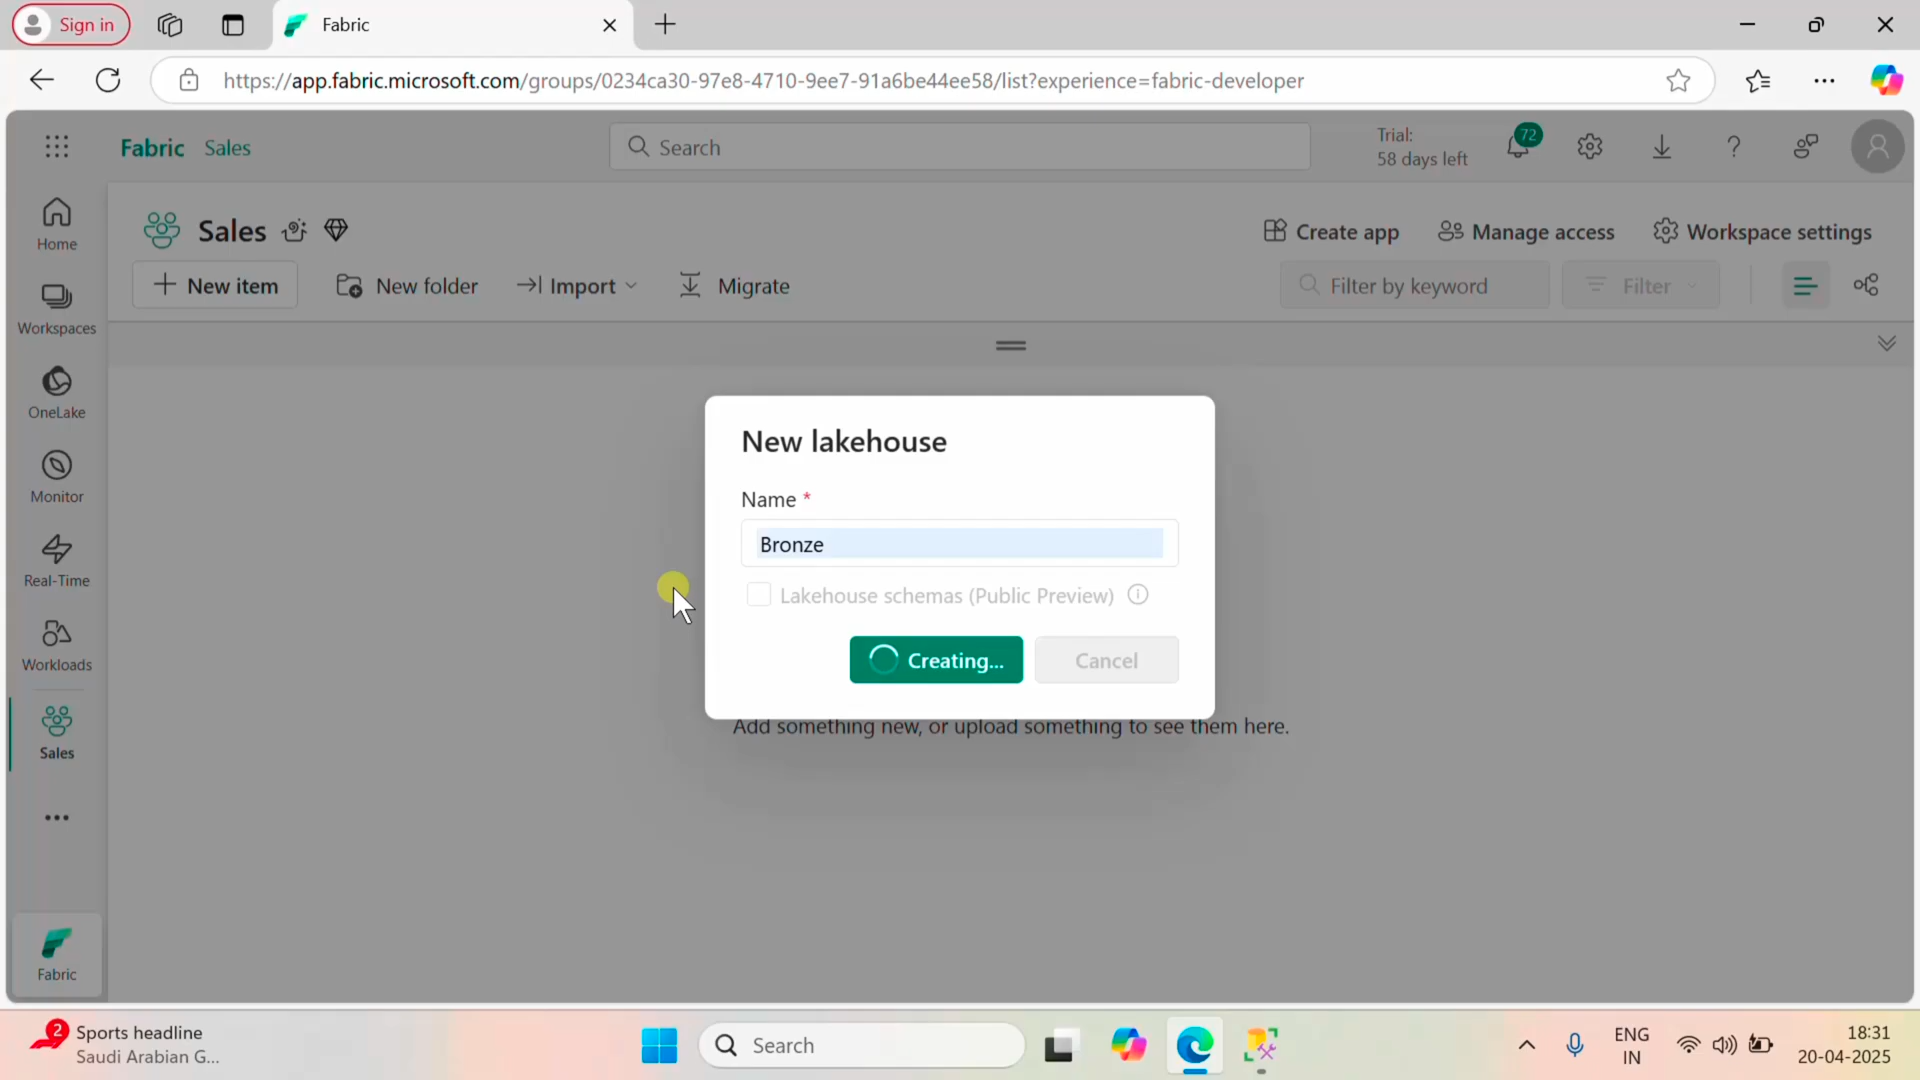 Sign in
Fabric
https://app.fabric.microsoft.com/groups/0234ca30-97e8-4710-9ee7-91a6be44ee58/list?experience=fabric-developer
Fabric Sales
Search
Trial:
58 days left
72
Sales
Create app
Manage access
Workspace settings
New item
New folder
Import
Migrate
Filter by keyword
Filter
Home
Workspaces
OneLake
Monitor
Real-Time
Workloads
Sales
Fabric
New lakehouse
Name *
Bronze
Lakehouse schemas (Public Preview)
Creating...
Cancel
Add something new, or upload something to see them here.
2
Sports headline
Saudi Arabian G...
Search
ENG
IN
18:31
20-04-2025